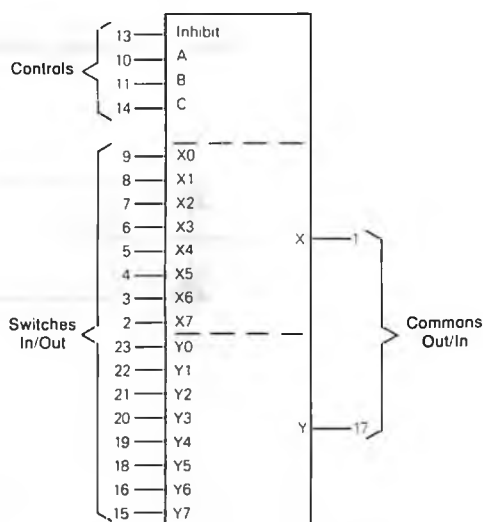 13 Inhibit
10 A
Controls
11 B
14 C
9 X0
8 X1
7 X2
6 X3
X 1
5 X4
4 X5
3 X6
2 X7
Switches
In/Out
Commons
Out/In
23 Y0
22 Y1
21 Y2
20 Y3
Y 17
19 Y4
18 Y5
16 Y6
15 Y7